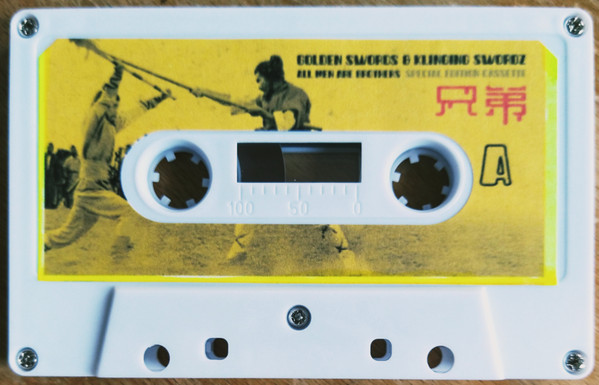 GOLDEN SWORDS & KLINGING SWORDZ
ALL MEN ARE BROTHERS SPECIAL EDITION CASSETTE
兄弟
A
100 50 0